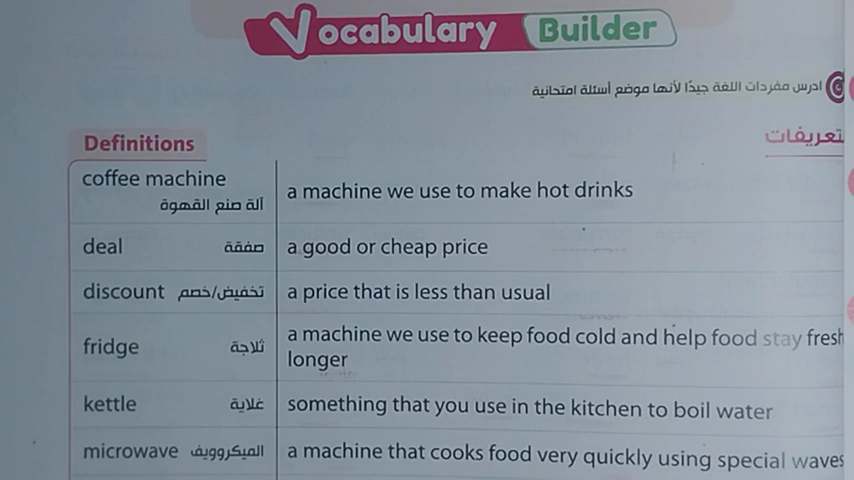 Vocabulary Builder
ادرس مفردات اللغة جيدًا لأنها موضع أسئلة امتحانية
Definitions
تعريفات
coffee machine
آلة صنع القهوة
a machine we use to make hot drinks
deal صفقة
a good or cheap price
discount تخفيض/خصم
a price that is less than usual
fridge ثلاجة
a machine we use to keep food cold and help food stay fresh
longer
kettle غلاية
something that you use in the kitchen to boil water
microwave الميكروويف
a machine that cooks food very quickly using special waves